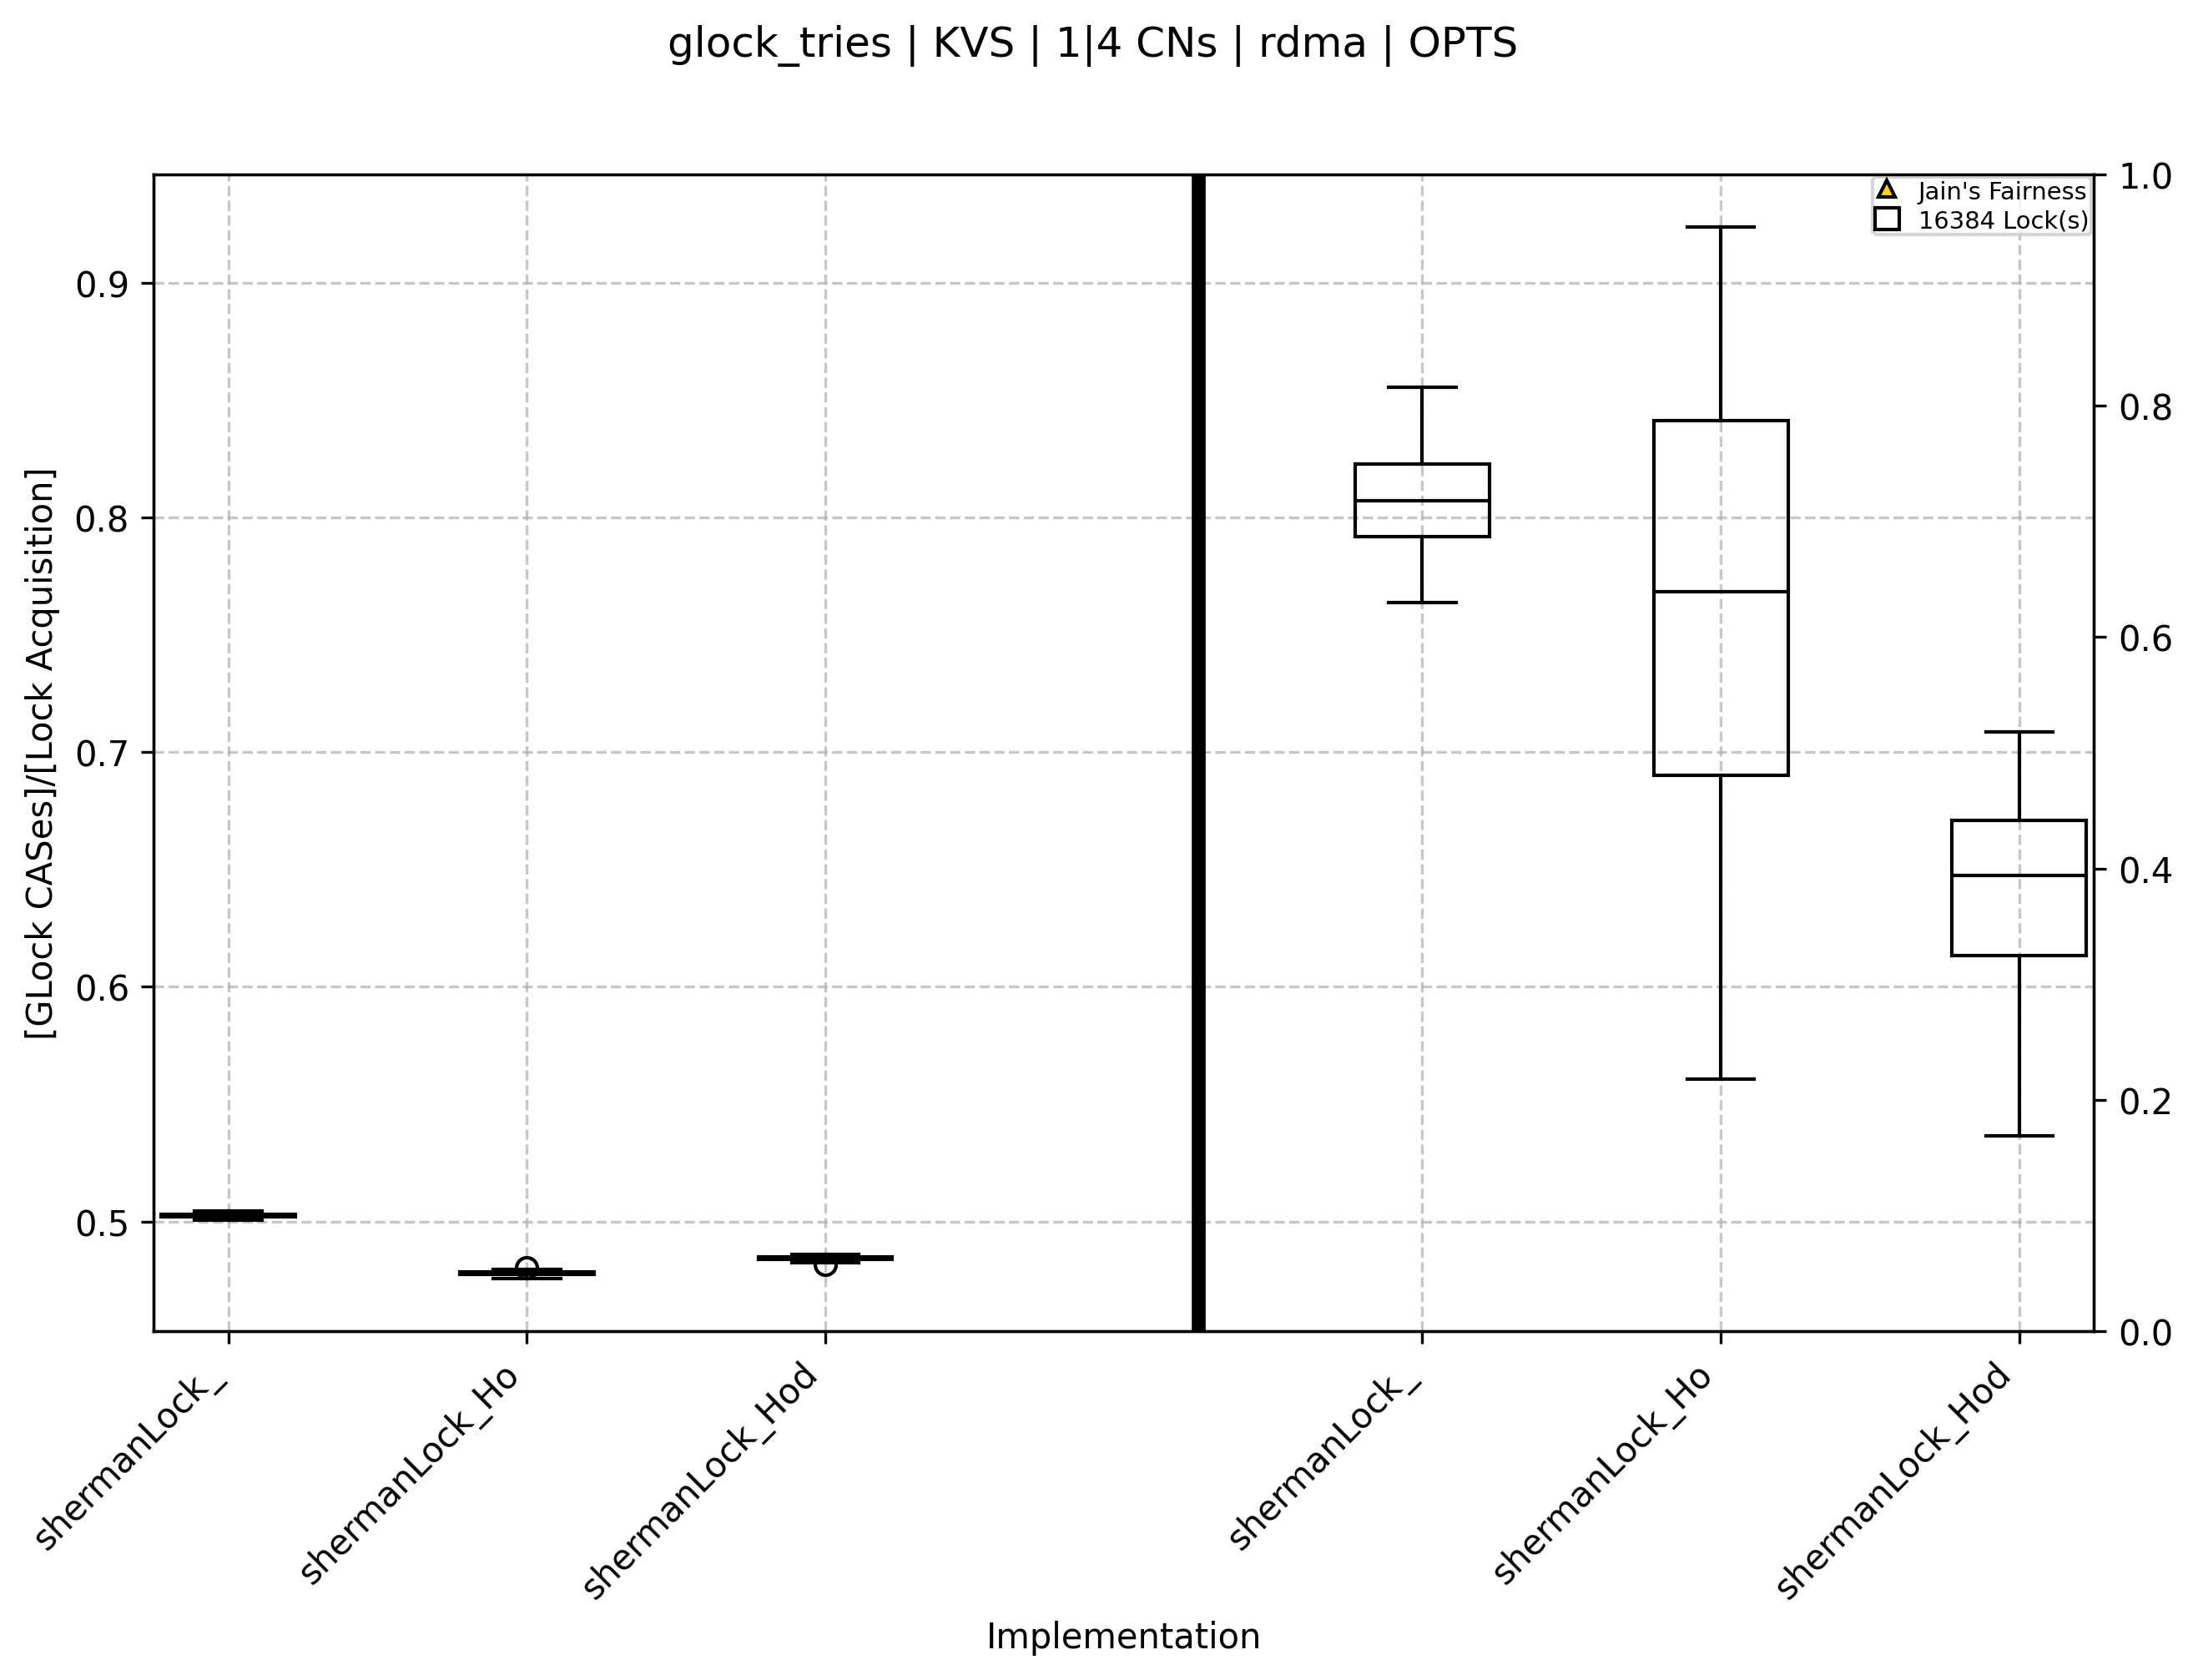 glock_tries | KVS | 1|4 CNs | rdma | OPTS
Jain's Fairness
16384 Lock(s)
[GLock CASes]/[Lock Acquisition]
0.9
0.8
0.7
0.6
0.5
1.0
0.8
0.6
0.4
0.2
0.0
shermanLock_
shermanLock_Ho
shermanLock_Hod
shermanLock_
shermanLock_Ho
shermanLock_Hod
Implementation